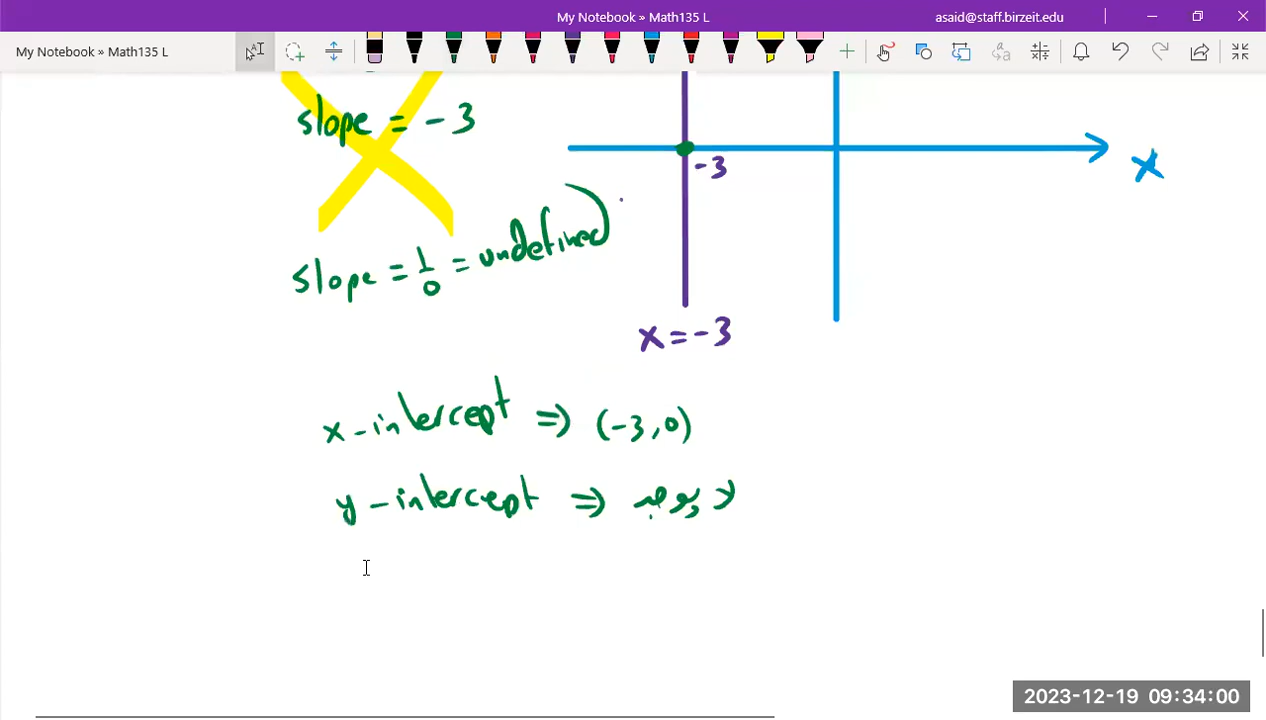 My Notebook » Math135 L
asaid@staff.birzeit.edu
My Notebook » Math135 L
slope = -3
slope = 1/0 = undefined
-3
x
x = -3
x-intercept ⇒ (-3,0)
y-intercept ⇒ لا يوجد
2023-12-19 09:34:00